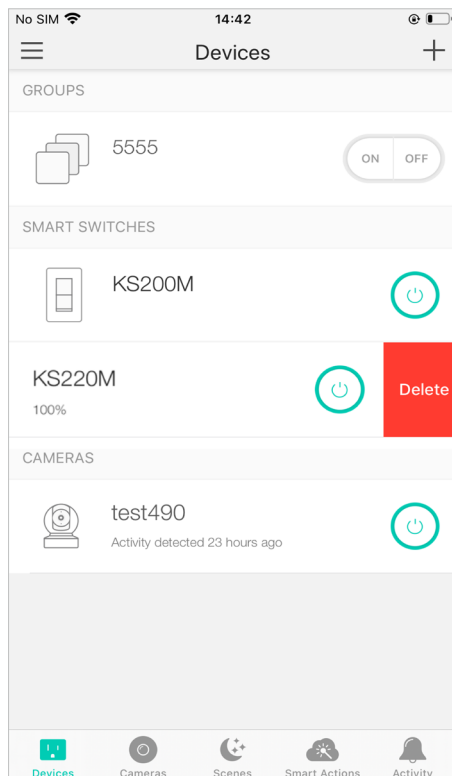 No SIM 14:42
Devices
GROUPS
5555
ON OFF
SMART SWITCHES
KS200M
KS220M
100%
Delete
CAMERAS
test490
Activity detected 23 hours ago
Devices Cameras Scenes Smart Actions Activity